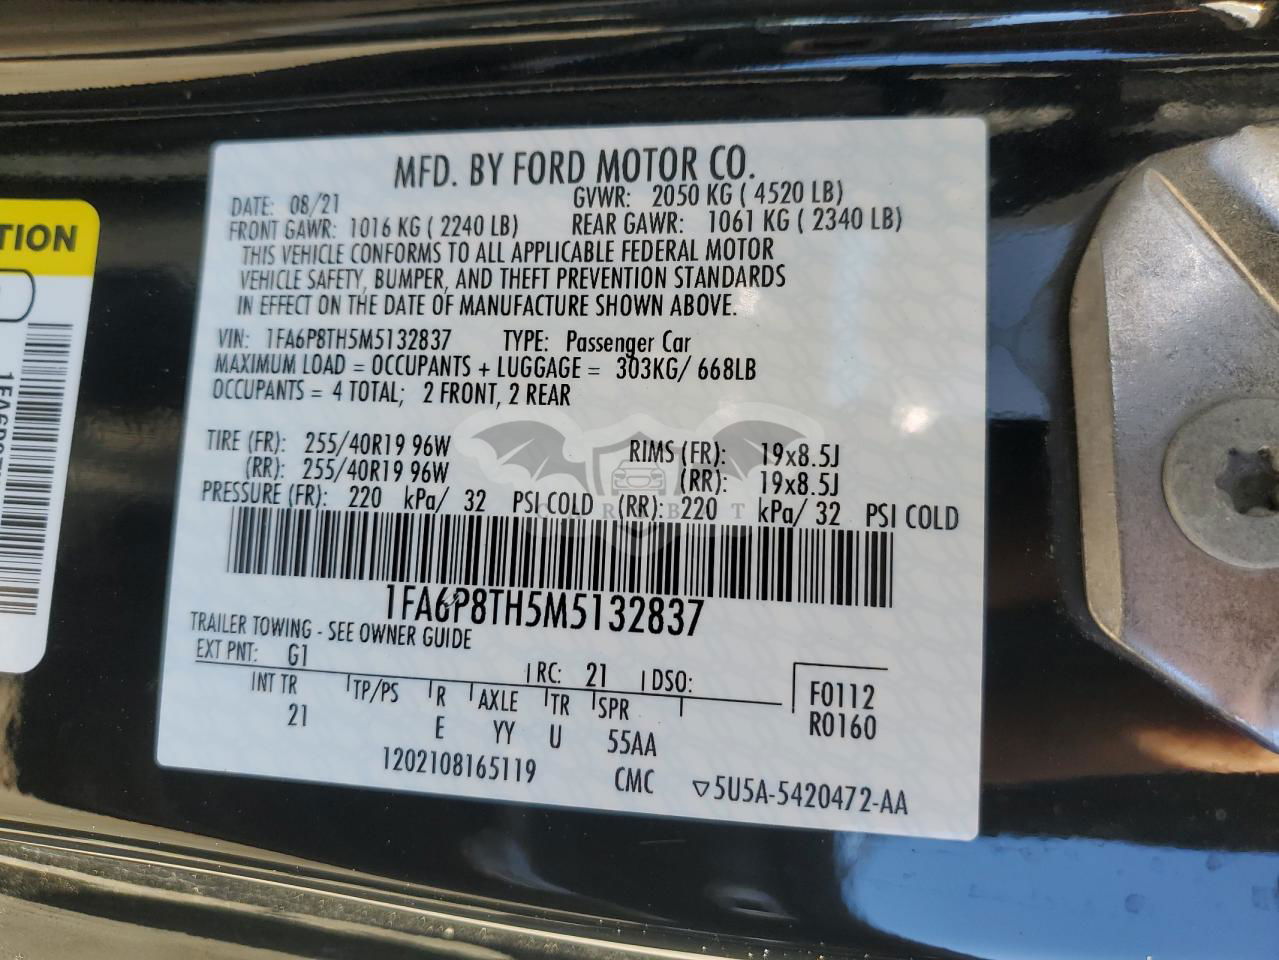 MFD. BY FORD MOTOR CO.
DATE: 08/21 GVWR: 2050 KG ( 4520 LB)
FRONT GAWR: 1016 KG ( 2240 LB) REAR GAWR: 1061 KG ( 2340 LB)
THIS VEHICLE CONFORMS TO ALL APPLICABLE FEDERAL MOTOR
VEHICLE SAFETY, BUMPER, AND THEFT PREVENTION STANDARDS
IN EFFECT ON THE DATE OF MANUFACTURE SHOWN ABOVE.
VIN: 1FA6P8TH5M5132837 TYPE: Passenger Car
MAXIMUM LOAD = OCCUPANTS + LUGGAGE = 303KG/ 668LB
OCCUPANTS = 4 TOTAL; 2 FRONT, 2 REAR
TIRE (FR): 255/40R19 96W RIMS (FR): 19x8.5J
(RR): 255/40R19 96W (RR): 19x8.5J
PRESSURE (FR): 220 kPa/ 32 PSI COLD (RR): 220 kPa/ 32 PSI COLD
1FA6P8TH5M5132837
TRAILER TOWING - SEE OWNER GUIDE
EXT PNT: G1 RC: 21 DSO: F0112
INT TR TP/PS R AXLE TR SPR R0160
21 E YY U 55AA
1202108165119 CMC ▽5U5A-5420472-AA
TION